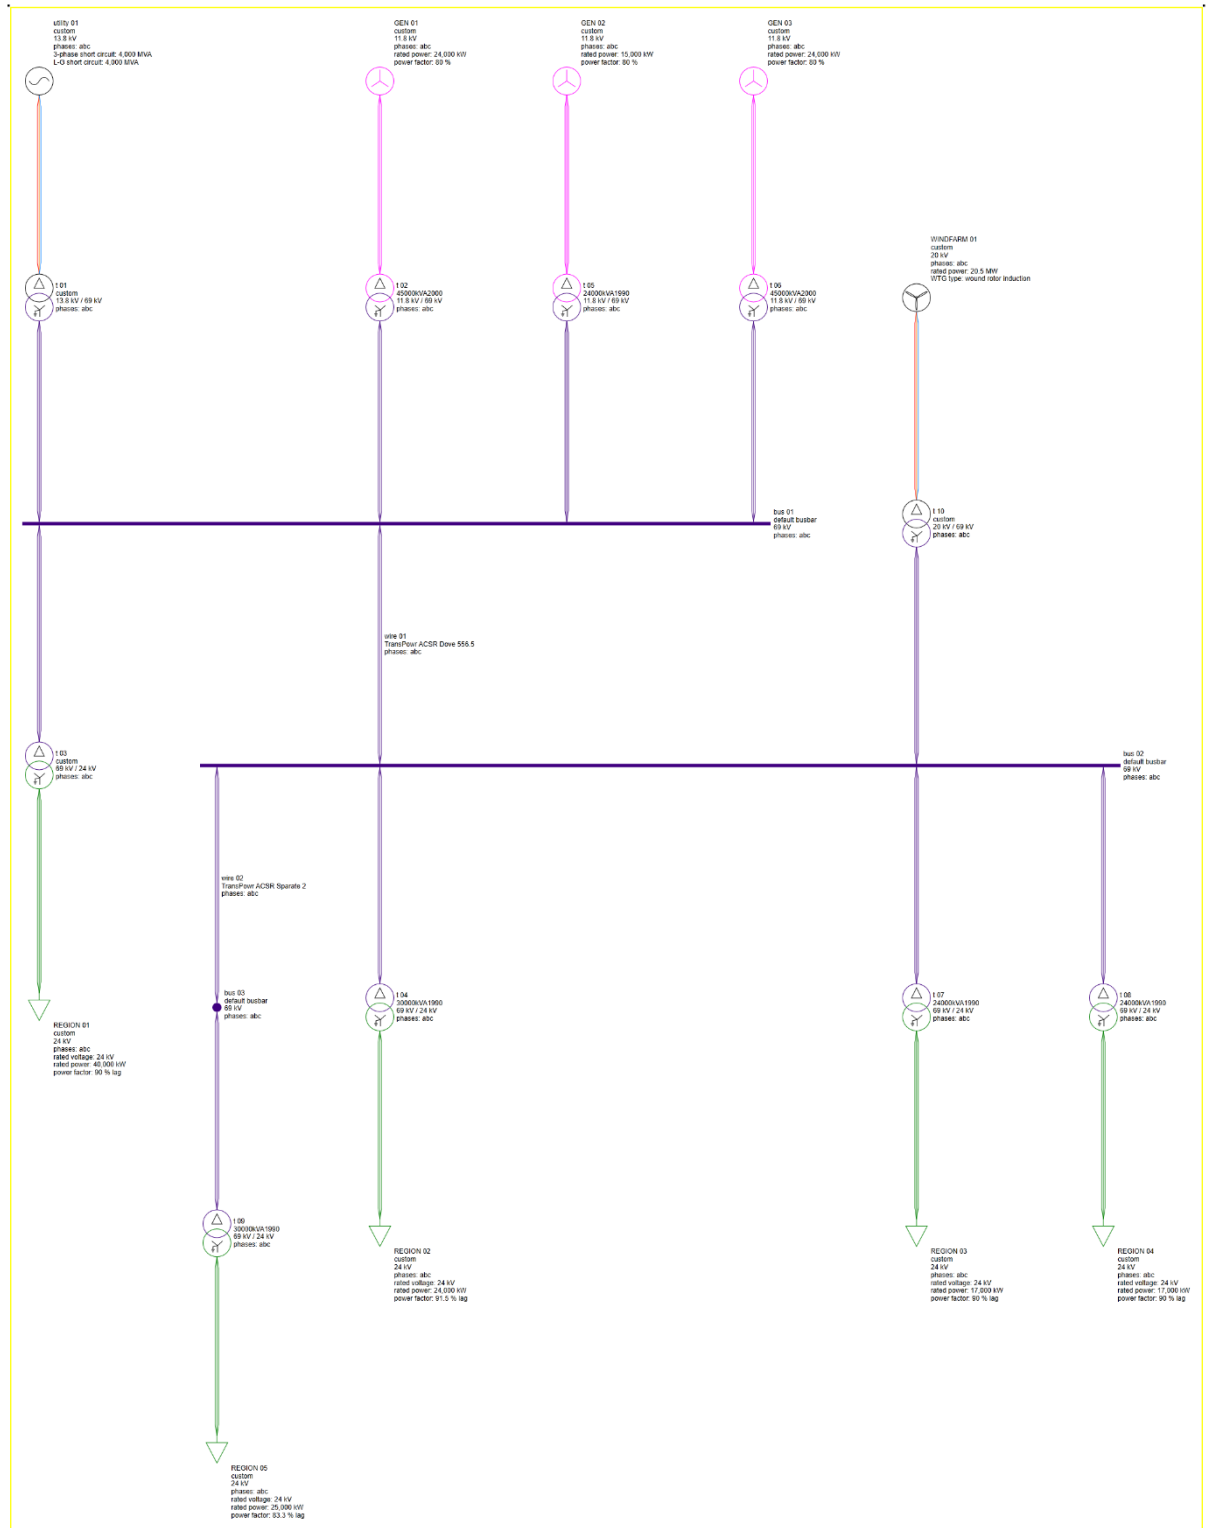 utility 01
custom
13.8 kV
phases: abc
3-phase short circuit: 4,000 MVA
L-G short circuit: 4,000 MVA
GEN 01
custom
11.8 kV
phases: abc
rated power: 24,000 kW
power factor: 80 %
GEN 02
custom
11.8 kV
phases: abc
rated power: 15,000 kW
power factor: 80 %
GEN 03
custom
11.8 kV
phases: abc
rated power: 24,000 kW
power factor: 80 %
WINDFARM 01
custom
20 kV
phases: abc
rated power: 20.5 MW
WTG type: wound rotor induction
t 01
custom
13.8 kV / 69 kV
phases: abc
t 02
45000kVA2000
11.8 kV / 69 kV
phases: abc
t 05
24000kVA1990
11.8 kV / 69 kV
phases: abc
t 06
45000kVA2000
11.8 kV / 69 kV
phases: abc
bus 01
default busbar
69 kV
phases: abc
t 10
custom
20 kV / 69 kV
phases: abc
wire 01
TransPowr ACSR Dove 556.5
phases: abc
t 03
custom
69 kV / 24 kV
phases: abc
bus 02
default busbar
69 kV
phases: abc
wire 02
TransPowr ACSR Sparate 2
phases: abc
bus 03
default busbar
69 kV
phases: abc
t 04
30000kVA1990
69 kV / 24 kV
phases: abc
t 07
24000kVA1990
69 kV / 24 kV
phases: abc
t 08
24000kVA1990
69 kV / 24 kV
phases: abc
REGION 01
custom
24 kV
phases: abc
rated voltage: 24 kV
rated power: 40,000 kW
power factor: 90 % lag
t 09
30000kVA1990
69 kV / 24 kV
phases: abc
REGION 02
custom
24 kV
phases: abc
rated voltage: 24 kV
rated power: 24,000 kW
power factor: 91.5 % lag
REGION 03
custom
24 kV
phases: abc
rated voltage: 24 kV
rated power: 17,000 kW
power factor: 90 % lag
REGION 04
custom
24 kV
phases: abc
rated voltage: 24 kV
rated power: 17,000 kW
power factor: 90 % lag
REGION 05
custom
24 kV
phases: abc
rated voltage: 24 kV
rated power: 25,000 kW
power factor: 83.3 % lag